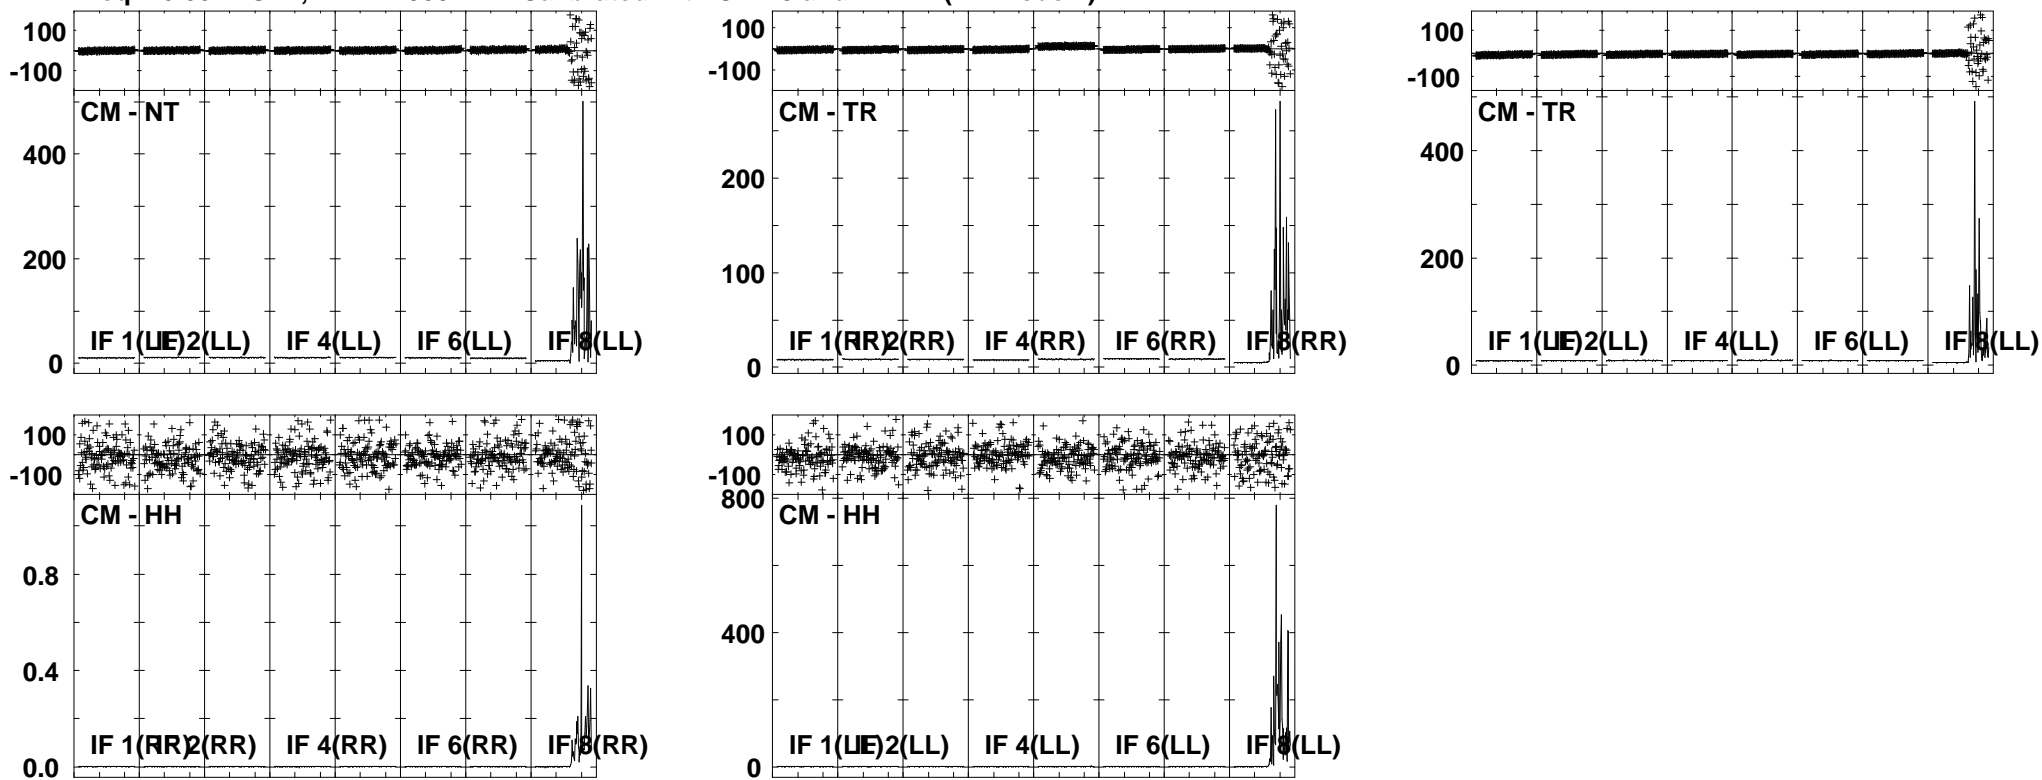 100
-100
CM - NT
400
200
0
IF 1(LL) IF 2(LL) IF 4(LL) IF 6(LL) IF 8(LL)
100
-100
CM - TR
200
100
0
IF 1(RR) IF 2(RR) IF 4(RR) IF 6(RR) IF 8(RR)
100
-100
CM - TR
400
200
0
IF 1(LL) IF 2(LL) IF 4(LL) IF 6(LL) IF 8(LL)
100
-100
CM - HH
0.8
0.4
0.0
IF 1(RR) IF 2(RR) IF 4(RR) IF 6(RR) IF 8(RR)
100
-100
800
CM - HH
400
0
IF 1(LL) IF 2(LL) IF 4(LL) IF 6(LL) IF 8(LL)